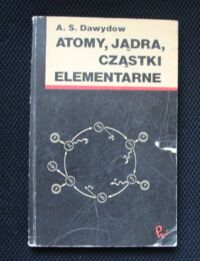 A. S. Dawydow
ATOMY, JĄDRA,
CZĄSTKI
ELEMENTARNE